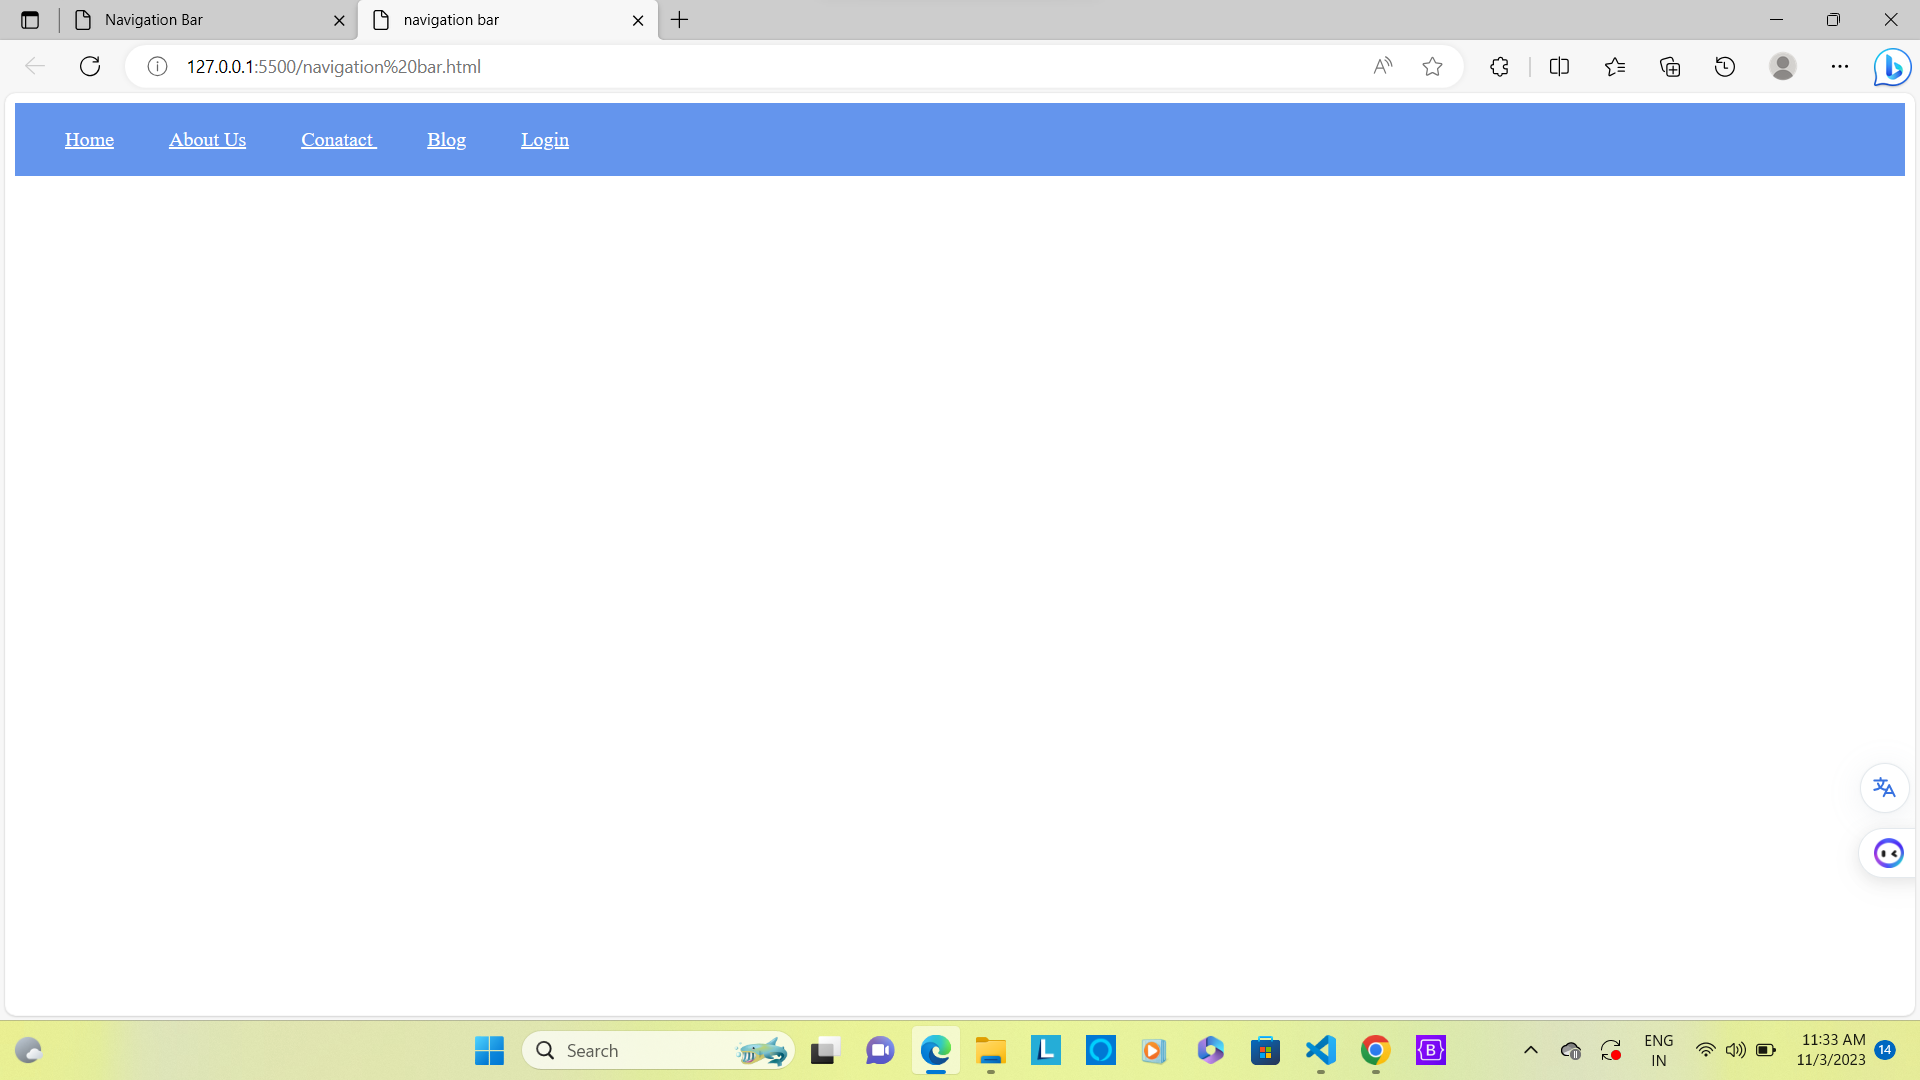 Navigation Bar
navigation bar
127.0.0.1:5500/navigation%20bar.html
Home About Us Conatact Blog Login
Search
ENG
IN
11:33 AM
11/3/2023
14